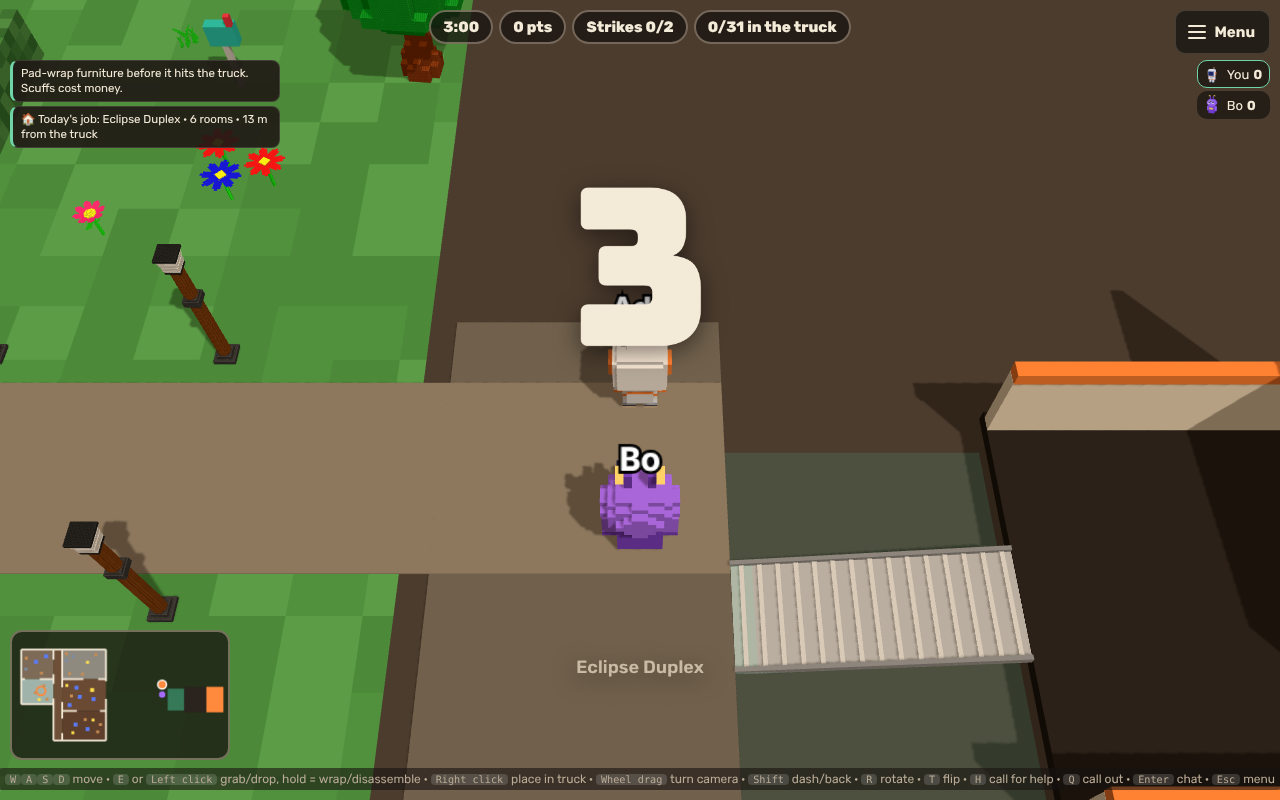 3:00
0 pts
Strikes 0/2
0/31 in the truck
Menu
Pad-wrap furniture before it hits the truck.
Scuffs cost money.
You 0
Bo 0
🏠 Today's job: Eclipse Duplex • 6 rooms • 13 m
from the truck
3
Bo
Eclipse Duplex
W A S D move • E or Left click grab/drop, hold = wrap/disassemble • Right click place in truck • Wheel drag turn camera • Shift dash/back • R rotate • T flip • H call for help • Q call out • Enter chat • Esc menu